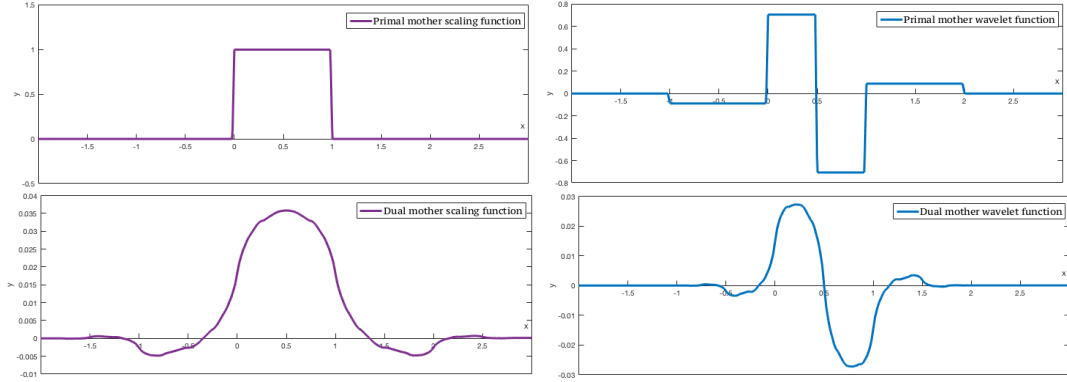 Primal mother scaling function
1.5
1
0.5
0
-0.5
y
x
-1.5 -1 -0.5 0 0.5 1 1.5 2 2.5
Primal mother wavelet function
0.8
0.6
0.4
0.2
0
-0.2
-0.4
-0.6
-0.8
y
x
-1.5 -1 -0.5 0 0.5 1 1.5 2 2.5
Dual mother scaling function
0.04
0.035
0.03
0.025
0.02
0.015
0.01
0.005
0
-0.005
-0.01
y
x
-1.5 -1 -0.5 0 0.5 1 1.5 2 2.5
Dual mother wavelet function
0.03
0.02
0.01
0
-0.01
-0.02
-0.03
y
x
-1.5 -1 -0.5 0 0.5 1 1.5 2 2.5